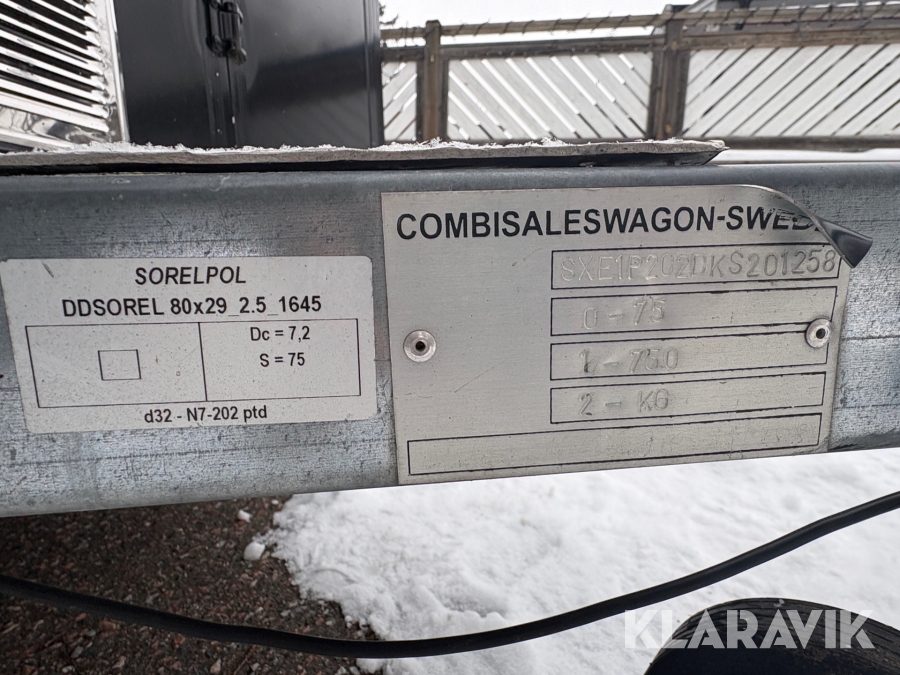 SORELPOL
DDSOREL 80x29_2.5_1645
Dc = 7,2
S = 75
d32 - N7-202 ptd
COMBISALESWAGON-SWED
SXE1P2C2DKS201258
0 - 75
1 - 750
2 - KG
KLARAVIK